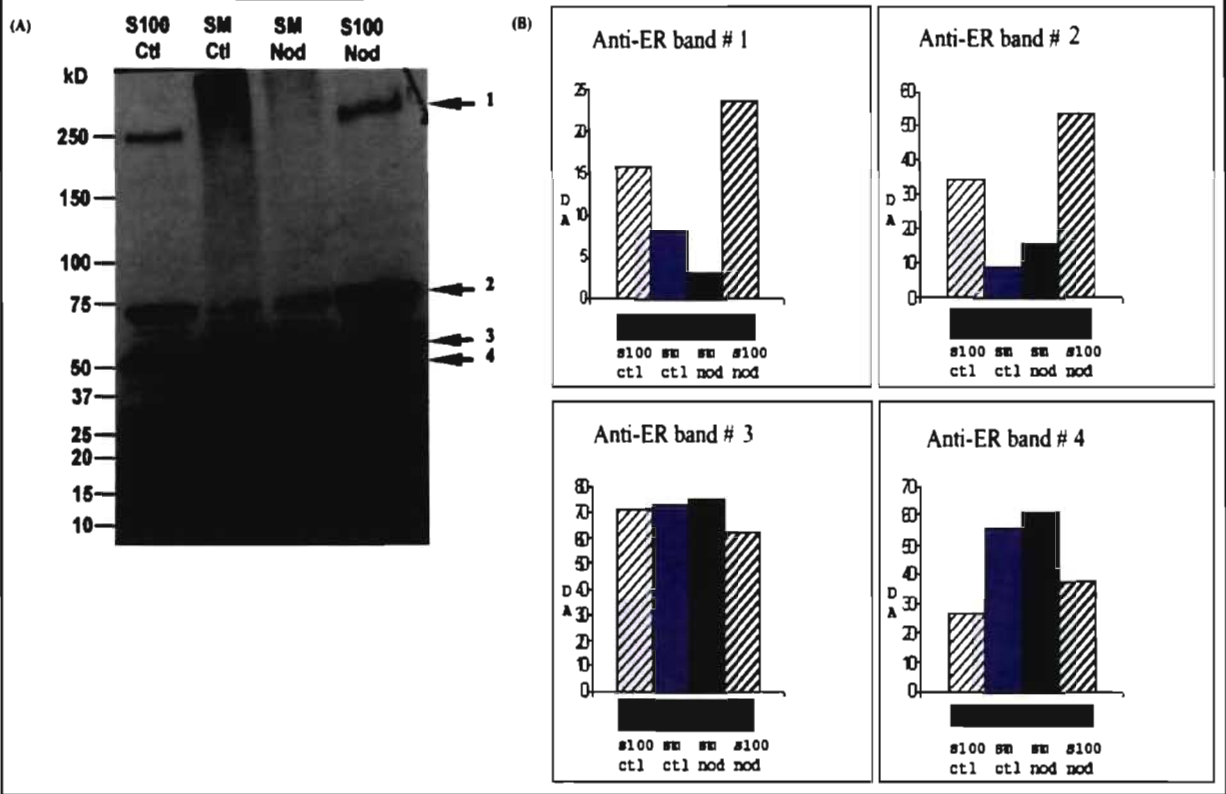 (A)
S100 SM SM S100
Ctl Ctl Nod Nod
kD
250
150
100
75
50
37
25
20
15
10
1
2
3
4
(B)
Anti-ER band # 1
25
20
15
10
5
0
D
A
s100 sm sm s100
ctl ctl nod nod
Anti-ER band # 2
60
50
40
30
20
10
0
D
A
s100 sm sm s100
ctl ctl nod nod
Anti-ER band # 3
80
70
60
50
40
30
20
10
0
D
A
s100 sm sm s100
ctl ctl nod nod
Anti-ER band # 4
70
60
50
40
30
20
10
0
D
A
s100 sm sm s100
ctl ctl nod nod